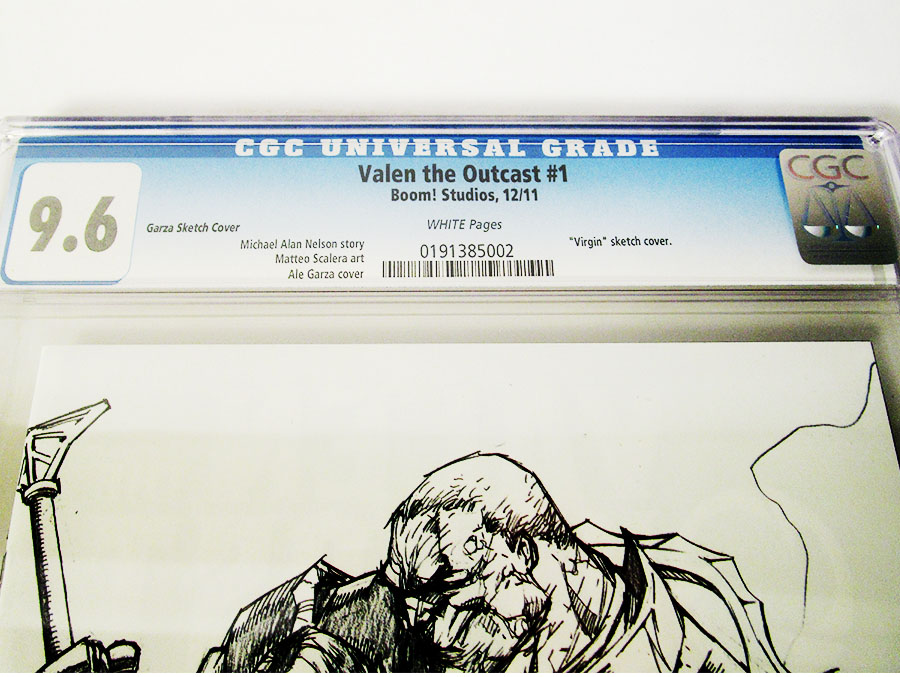 CGC UNIVERSAL GRADE
Valen the Outcast #1
Boom! Studios, 12/11
9.6
CGC
Garza Sketch Cover
WHITE Pages
Michael Alan Nelson story
Matteo Scalera art
Ale Garza cover
0191385002
"Virgin" sketch cover.